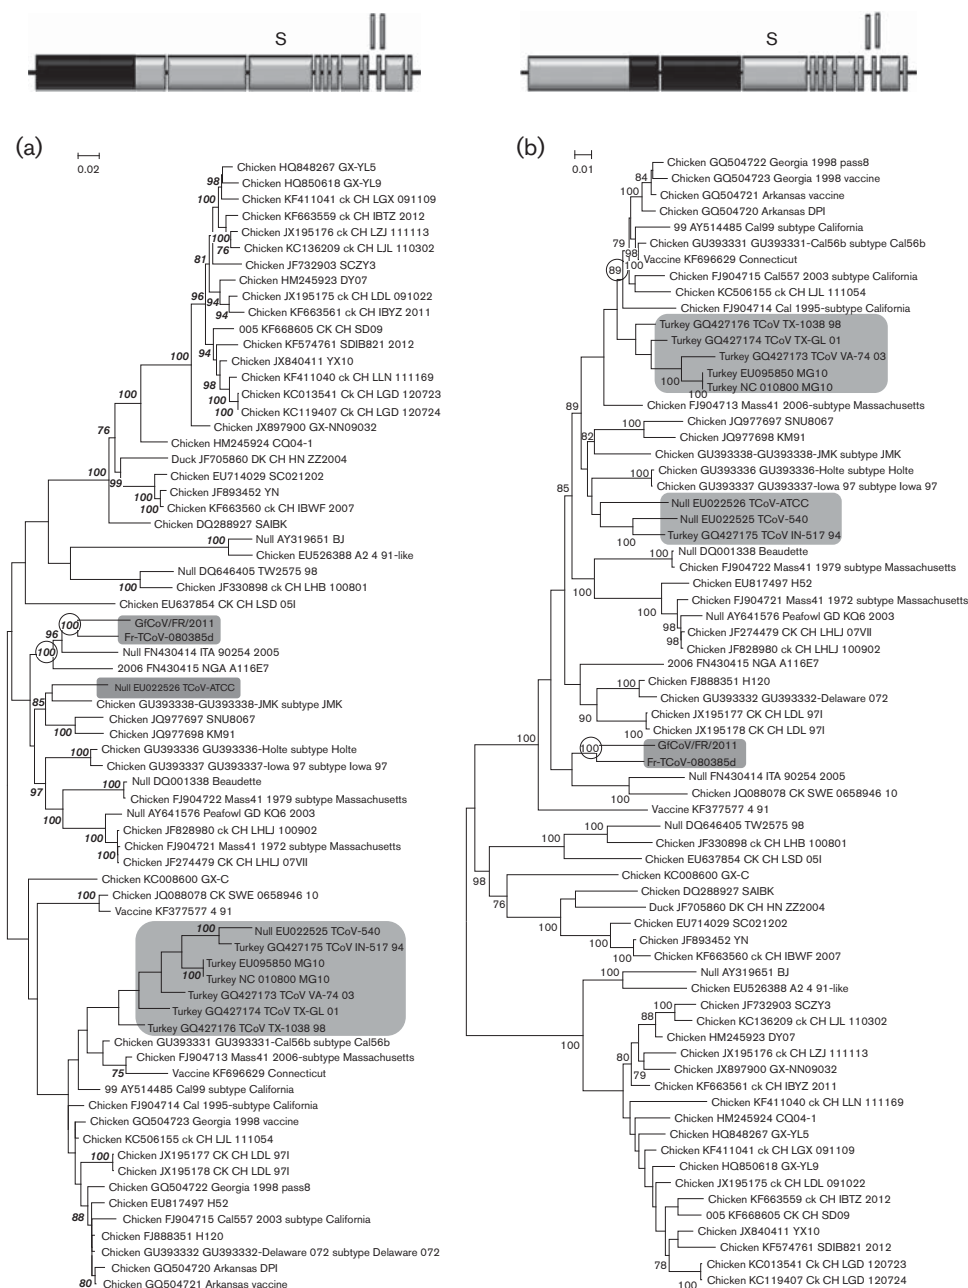 S
S
(a)
0.02
Chicken HQ848267 GX-YL5
98
Chicken HQ850618 GX-YL9
100
Chicken KF411041 ck CH LGX 091109
Chicken KF663559 ck CH IBTZ 2012
Chicken JX195176 ck CH LZJ 111113
100
Chicken KC136209 ck CH LJL 110302
76
81
Chicken JF732903 SCZY3
Chicken HM245923 DY07
96
Chicken JX195175 ck CH LDL 091022
94
Chicken KF663561 ck CH IBYZ 2011
94
005 KF668605 CK CH SD09
Chicken KF574761 SDIB821 2012
94
100
Chicken JX840411 YX10
98
Chicken KF411040 ck CH LLN 111169
100
Chicken KC013541 CK CH LGD 120723
100
Chicken KC119407 CK CH LGD 120724
Chicken JX897900 GX-NN09032
76
Chicken HM245924 CQ04-1
Duck JF705860 DK CH HN ZZ2004
100
99
Chicken EU714029 SC021202
100
Chicken JF893452 YN
100
Chicken KF663560 ck CH IBWF 2007
Chicken DQ288927 SAIBK
100
Null AY319651 BJ
Chicken EU526388 A2 4 91-like
Null DQ646405 TW2575 98
100
Chicken JF330898 ck CH LHB 100801
Chicken EU637854 CK CH LSD 05I
GfCoV/FR/2011
100
Fr-TCoV-080385d
96
100
Null FN430414 ITA 90254 2005
2006 FN430415 NGA A116E7
Null EU022526 TCoV-ATCC
85
Chicken GU393338-GU393338-JMK subtype JMK
Chicken JQ977697 SNU8067
100
Chicken JQ977698 KM91
100
Chicken GU393336 GU393336-Holte subtype Holte
Chicken GU393337 GU393337-Iowa 97 subtype Iowa 97
97
100
Null DQ001338 Beaudette
Chicken FJ904722 Mass41 1979 subtype Massachusetts
100
Null AY641576 Peafowl GD KQ6 2003
100
Chicken JF828980 ck CH LHLJ 100902
Chicken FJ904721 Mass41 1972 subtype Massachusetts
100
Chicken JF274479 CK CH LHLJ 07VII
Chicken KC008600 GX-C
100
Chicken JQ088078 CK SWE 0658946 10
Vaccine KF377577 4 91
100
Null EU022525 TCoV-540
Turkey GQ427175 TCoV IN-517 94
Turkey EU095850 MG10
100
Turkey NC 010800 MG10
Turkey GQ427173 TCoV VA-74 03
Turkey GQ427174 TCoV TX-GL 01
Turkey GQ427176 TCoV TX-1038 98
Chicken GU393331 GU393331-Cal56b subtype Cal56b
Chicken FJ904713 Mass41 2006-subtype Massachusetts
75
Vaccine KF696629 Connecticut
99 AY514485 Cal99 subtype California
Chicken FJ904714 Cal 1995-subtype California
Chicken GQ504723 Georgia 1998 vaccine
Chicken KC506155 ck CH LJL 111054
100
Chicken JX195177 CK CH LDL 97I
Chicken JX195178 CK CH LDL 97I
Chicken GQ504722 Georgia 1998 pass8
Chicken EU817497 H52
88
Chicken FJ904715 Cal557 2003 subtype California
Chicken FJ888351 H120
Chicken GU393332 GU393332-Delaware 072 subtype Delaware 072
Chicken GQ504720 Arkansas DPI
80
Chicken GQ504721 Arkansas vaccine
(b)
0.01
Chicken GQ504722 Georgia 1998 pass8
84
Chicken GQ504723 Georgia 1998 vaccine
100
Chicken GQ504721 Arkansas vaccine
Chicken GQ504720 Arkansas DPI
99 AY514485 Cal99 subtype California
79
Chicken GU393331 GU393331-Cal56b subtype Cal56b
98
Vaccine KF696629 Connecticut
100
89
Chicken FJ904715 Cal557 2003 subtype California
Chicken KC506155 ck CH LJL 111054
Chicken FJ904714 Cal 1995-subtype California
Turkey GQ427176 TCoV TX-1038 98
Turkey GQ427174 TCoV TX-GL 01
Turkey GQ427173 TCoV VA-74 03
Turkey EU095850 MG10
100
Turkey NC 010800 MG10
100
89
Chicken FJ904713 Mass41 2006-subtype Massachusetts
100
Chicken JQ977697 SNU8067
82
Chicken JQ977698 KM91
Chicken GU393338-GU393338-JMK subtype JMK
100
Chicken GU393336 GU393336-Holte subtype Holte
Chicken GU393337 GU393337-Iowa 97 subtype Iowa 97
85
Null EU022526 TCoV-ATCC
Null EU022525 TCoV-540
100
Turkey GQ427175 TCoV IN-517 94
100
Null DQ001338 Beaudette
Chicken FJ904722 Mass41 1979 subtype Massachusetts
100
Chicken EU817497 H52
100
Chicken FJ904721 Mass41 1972 subtype Massachusetts
Null AY641576 Peafowl GD KQ6 2003
98
Chicken JF274479 CK CH LHLJ 07VII
98
Chicken JF828980 ck CH LHLJ 100902
2006 FN430415 NGA A116E7
100
Chicken FJ888351 H120
Chicken GU393332 GU393332-Delaware 072
90
Chicken JX195177 CK CH LDL 97I
100
Chicken JX195178 CK CH LDL 97I
100
100
GfCoV/FR/2011
Fr-TCoV-080385d
Null FN430414 ITA 90254 2005
100
Chicken JQ088078 CK SWE 0658946 10
Vaccine KF377577 4 91
100
Null DQ646405 TW2575 98
100
Chicken JF330898 ck CH LHB 100801
Chicken EU637854 CK CH LSD 05I
98
Chicken KC008600 GX-C
Chicken DQ288927 SAIBK
76
Duck JF705860 DK CH HN ZZ2004
100
Chicken EU714029 SC021202
100
Chicken JF893452 YN
100
Chicken KF663560 ck CH IBWF 2007
100
Null AY319651 BJ
Chicken EU526388 A2 4 91-like
100
Chicken JF732903 SCZY3
88
Chicken KC136209 ck CH LJL 110302
100
Chicken HM245923 DY07
80
Chicken JX195176 ck CH LZJ 111113
79
Chicken JX897900 GX-NN09032
Chicken KF663561 ck CH IBYZ 2011
Chicken KF411040 ck CH LLN 111169
Chicken HM245924 CQ04-1
Chicken HQ848267 GX-YL5
Chicken KF411041 ck CH LGX 091109
Chicken HQ850618 GX-YL9
Chicken JX195175 ck CH LDL 091022
Chicken KF663559 ck CH IBTZ 2012
005 KF668605 CK CH SD09
Chicken JX840411 YX10
Chicken KF574761 SDIB821 2012
78
Chicken KC013541 CK CH LGD 120723
100
Chicken KC119407 CK CH LGD 120724